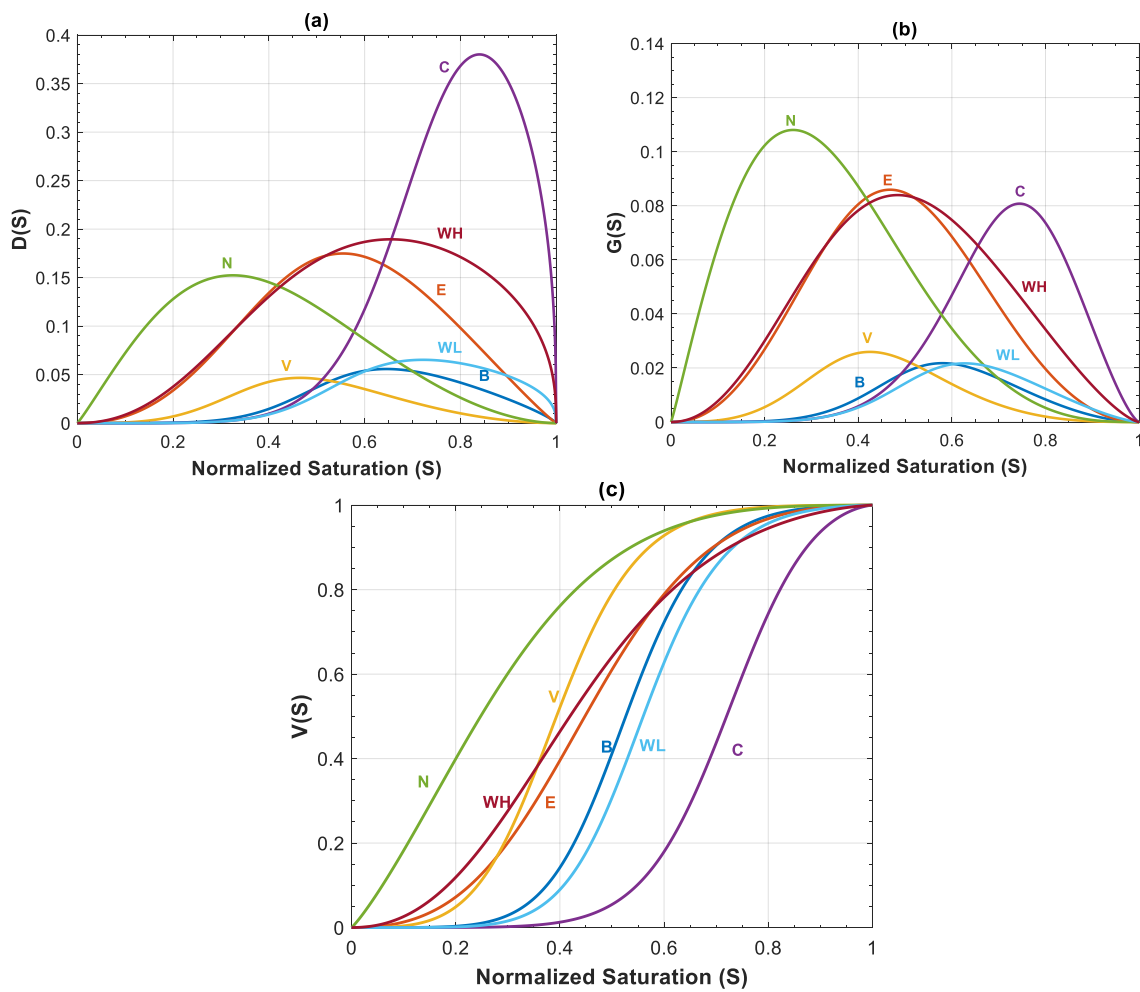 (a)
0.4
0.35
0.3
0.25
0.2
0.15
0.1
0.05
0
D(S)
C
WH
N
E
V
WL
B
0 0.2 0.4 0.6 0.8 1
Normalized Saturation (S)
(b)
0.14
0.12
0.1
0.08
0.06
0.04
0.02
0
G(S)
N
E
C
WH
V
WL
B
0 0.2 0.4 0.6 0.8 1
Normalized Saturation (S)
(c)
1
0.8
0.6
0.4
0.2
0
V(S)
V
B
WL
C
N
WH
E
0 0.2 0.4 0.6 0.8 1
Normalized Saturation (S)